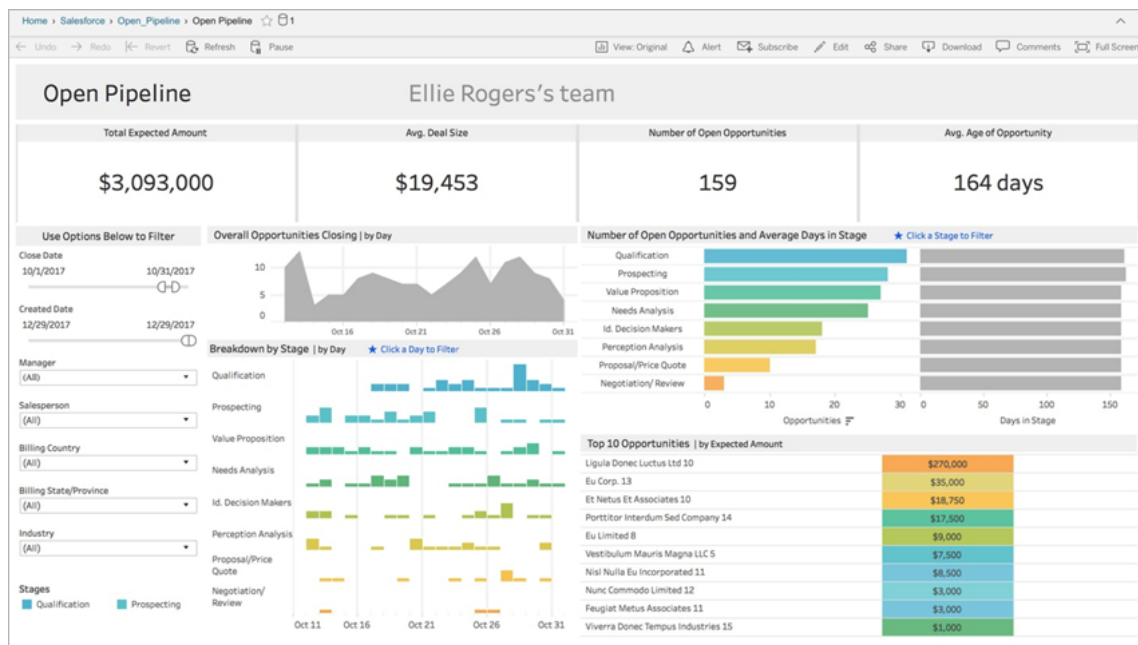 Home › Salesforce › Open_Pipeline › Open Pipeline 1
Undo Redo Revert Refresh Pause View: Original Alert Subscribe Edit Share Download Comments Full Screen
Open Pipeline Ellie Rogers's team
Total Expected Amount Avg. Deal Size Number of Open Opportunities Avg. Age of Opportunity
$3,093,000 $19,453 159 164 days
Use Options Below to Filter
Close Date
10/1/2017 10/31/2017
Created Date
12/29/2017 12/29/2017
Manager
(All)
Salesperson
(All)
Billing Country
(All)
Billing State/Province
(All)
Industry
(All)
Stages
Qualification Prospecting
Overall Opportunities Closing | by Day
10
5
0
Oct 16 Oct 21 Oct 26 Oct 31
Breakdown by Stage | by Day ★ Click a Day to Filter
Qualification
Prospecting
Value Proposition
Needs Analysis
Id. Decision Makers
Perception Analysis
Proposal/Price
Quote
Negotiation/
Review
Oct 11 Oct 16 Oct 21 Oct 26 Oct 31
Number of Open Opportunities and Average Days in Stage ★ Click a Stage to Filter
Qualification
Prospecting
Value Proposition
Needs Analysis
Id. Decision Makers
Perception Analysis
Proposal/Price Quote
Negotiation/ Review
0 10 20 30 0 50 100 150
Opportunities Days in Stage
Top 10 Opportunities | by Expected Amount
Ligula Donec Luctus Ltd 10 $270,000
Eu Corp. 13 $35,000
Et Netus Et Associates 10 $18,750
Porttitor Interdum Sed Company 14 $17,500
Eu Limited 8 $9,000
Vestibulum Mauris Magna LLC 5 $7,500
Nisl Nulla Eu Incorporated 11 $8,500
Nunc Commodo Limited 12 $3,000
Feugiat Metus Associates 11 $3,000
Viverra Donec Tempus Industries 15 $1,000